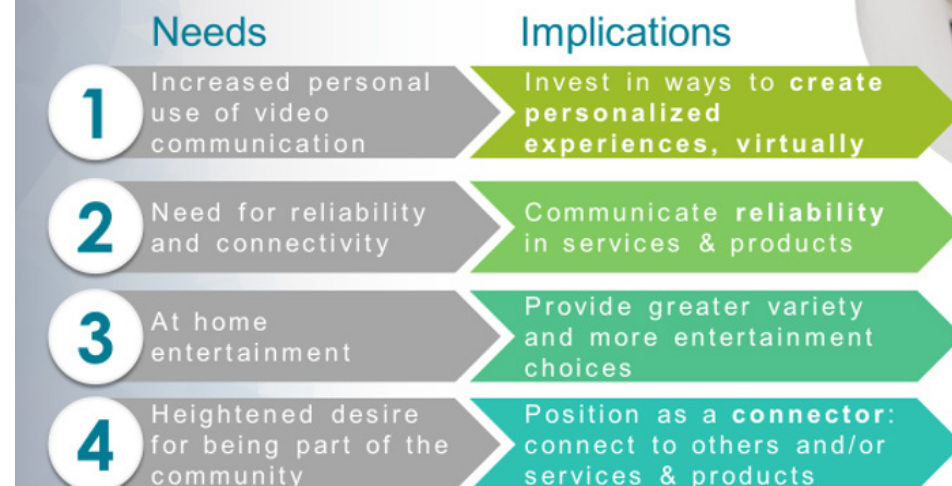 Needs
Implications
1
Increased personal
use of video
communication
Invest in ways to create
personalized
experiences, virtually
2
Need for reliability
and connectivity
Communicate reliability
in services & products
3
At home
entertainment
Provide greater variety
and more entertainment
choices
4
Heightened desire
for being part of the
community
Position as a connector:
connect to others and/or
services & products